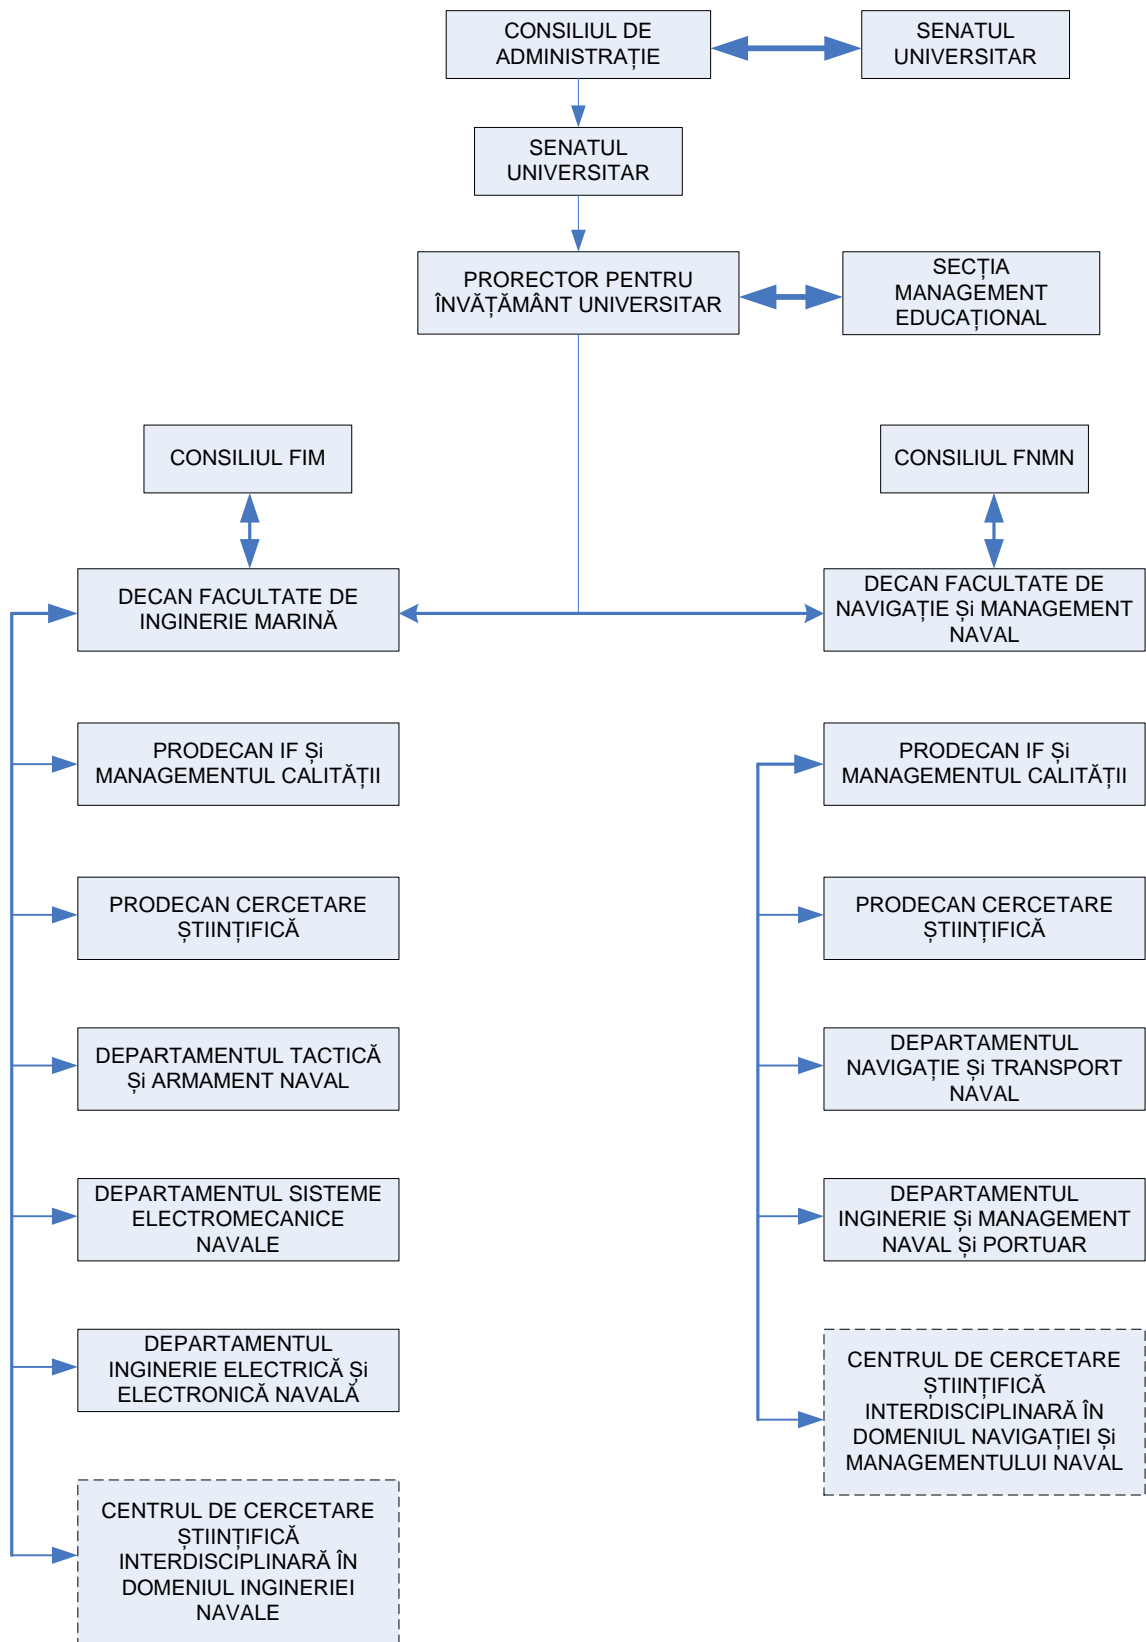 CONSILIUL DE
ADMINISTRAȚIE
SENATUL
UNIVERSITAR
SENATUL
UNIVERSITAR
PRORECTOR PENTRU
ÎNVĂȚĂMÂNT UNIVERSITAR
SECȚIA
MANAGEMENT
EDUCAȚIONAL
CONSILIUL FIM
CONSILIUL FNMN
DECAN FACULTATE DE
INGINERIE MARINĂ
DECAN FACULTATE DE
NAVIGAȚIE Și MANAGEMENT
NAVAL
PRODECAN IF Și
MANAGEMENTUL CALITĂȚII
PRODECAN IF Și
MANAGEMENTUL CALITĂȚII
PRODECAN CERCETARE
ȘTIINȚIFICĂ
PRODECAN CERCETARE
ȘTIINȚIFICĂ
DEPARTAMENTUL TACTICĂ
Și ARMAMENT NAVAL
DEPARTAMENTUL
NAVIGAȚIE Și TRANSPORT
NAVAL
DEPARTAMENTUL SISTEME
ELECTROMECANICE
NAVALE
DEPARTAMENTUL
INGINERIE Și MANAGEMENT
NAVAL Și PORTUAR
DEPARTAMENTUL
INGINERIE ELECTRICĂ Și
ELECTRONICĂ NAVALĂ
CENTRUL DE CERCETARE
ȘTIINȚIFICĂ
INTERDISCIPLINARĂ ÎN
DOMENIUL NAVIGAȚIEI Și
MANAGEMENTULUI NAVAL
CENTRUL DE CERCETARE
ȘTIINȚIFICĂ
INTERDISCIPLINARĂ ÎN
DOMENIUL INGINERIEI
NAVALE